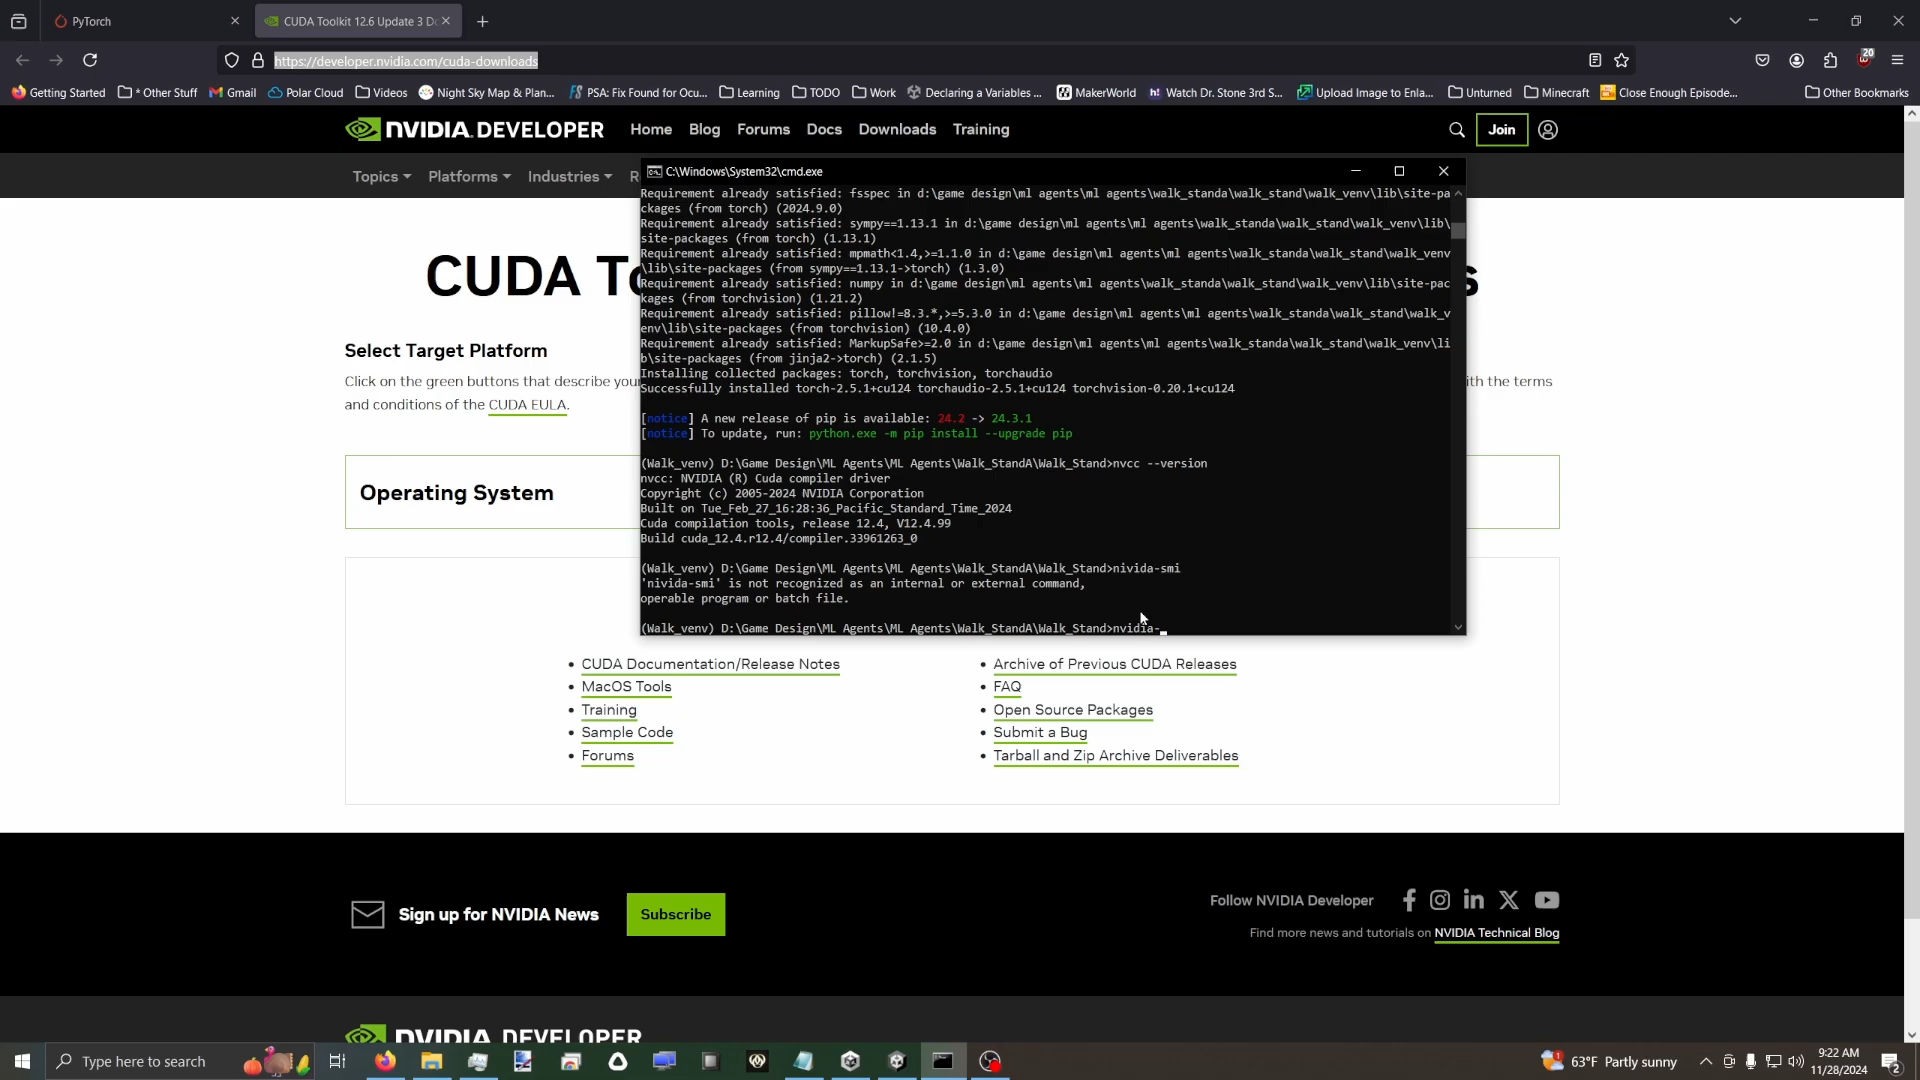 PyTorch
CUDA Toolkit 12.6 Update 3 Do
https://developer.nvidia.com/cuda-downloads
20
Getting Started
* Other Stuff
Gmail
Polar Cloud
Videos
Night Sky Map & Plan...
PSA: Fix Found for Ocu...
Learning
TODO
Work
Declaring a Variables ...
MakerWorld
Watch Dr. Stone 3rd S...
Upload Image to Enla...
Unturned
Minecraft
Close Enough Episode...
Other Bookmarks
NVIDIA DEVELOPER
Home
Blog
Forums
Docs
Downloads
Training
Join
Topics
Platforms
Industries
R
C:\Windows\System32\cmd.exe
Requirement already satisfied: fsspec in d:\game design\ml agents\ml agents\walk_standa\walk_stand\walk_venv\lib\site-pa
ckages (from torch) (2024.9.0)
Requirement already satisfied: sympy==1.13.1 in d:\game design\ml agents\ml agents\walk_standa\walk_stand\walk_venv\lib\
site-packages (from torch) (1.13.1)
Requirement already satisfied: mpmath<1.4,>=1.1.0 in d:\game design\ml agents\ml agents\walk_standa\walk_stand\walk_venv
\lib\site-packages (from sympy==1.13.1->torch) (1.3.0)
Requirement already satisfied: numpy in d:\game design\ml agents\ml agents\walk_standa\walk_stand\walk_venv\lib\site-pac
kages (from torchvision) (1.21.2)
Requirement already satisfied: pillow!=8.3.*,>=5.3.0 in d:\game design\ml agents\ml agents\walk_standa\walk_stand\walk_v
env\lib\site-packages (from torchvision) (10.4.0)
Requirement already satisfied: MarkupSafe>=2.0 in d:\game design\ml agents\ml agents\walk_standa\walk_stand\walk_venv\li
b\site-packages (from jinja2->torch) (2.1.5)
Installing collected packages: torch, torchvision, torchaudio
Successfully installed torch-2.5.1+cu124 torchaudio-2.5.1+cu124 torchvision-0.20.1+cu124
[notice] A new release of pip is available: 24.2 -> 24.3.1
[notice] To update, run: python.exe -m pip install --upgrade pip
(Walk_venv) D:\Game Design\ML Agents\ML Agents\Walk_StandA\Walk_Stand>nvcc --version
nvcc: NVIDIA (R) Cuda compiler driver
Copyright (c) 2005-2024 NVIDIA Corporation
Built on Tue_Feb_27_16:28:36_Pacific_Standard_Time_2024
Cuda compilation tools, release 12.4, V12.4.99
Build cuda_12.4.r12.4/compiler.33961263_0
(Walk_venv) D:\Game Design\ML Agents\ML Agents\Walk_StandA\Walk_Stand>nivida-smi
'nivida-smi' is not recognized as an internal or external command,
operable program or batch file.
(Walk_venv) D:\Game Design\ML Agents\ML Agents\Walk_StandA\Walk_Stand>nvidia-_
CUDA To
s
Select Target Platform
Click on the green buttons that describe your
ith the terms
and conditions of the CUDA EULA.
Operating System
CUDA Documentation/Release Notes
MacOS Tools
Training
Sample Code
Forums
Archive of Previous CUDA Releases
FAQ
Open Source Packages
Submit a Bug
Tarball and Zip Archive Deliverables
Sign up for NVIDIA News
Subscribe
Follow NVIDIA Developer
Find more news and tutorials on NVIDIA Technical Blog
NVIDIA DEVELOPER
Type here to search
63°F Partly sunny
9:22 AM
11/28/2024
2